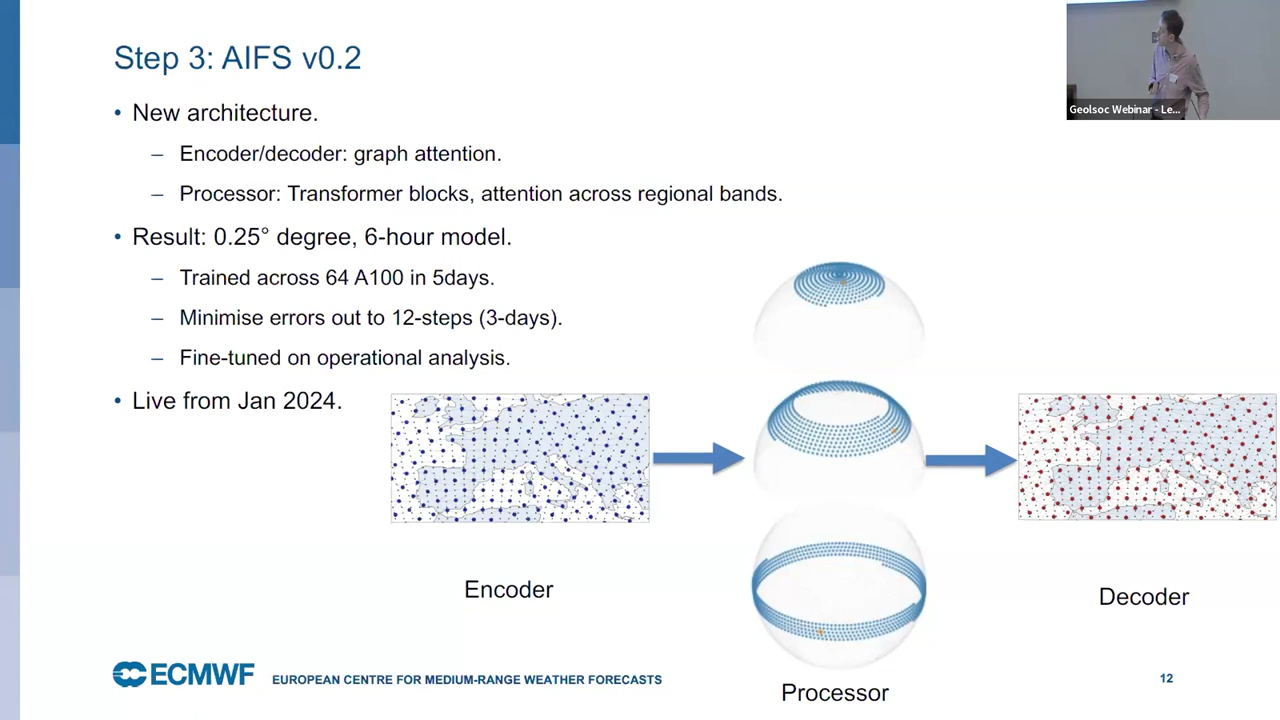 Step 3: AIFS v0.2
• New architecture.
– Encoder/decoder: graph attention.
– Processor: Transformer blocks, attention across regional bands.
• Result: 0.25° degree, 6-hour model.
– Trained across 64 A100 in 5days.
– Minimise errors out to 12-steps (3-days).
– Fine-tuned on operational analysis.
• Live from Jan 2024.
Encoder
Processor
Decoder
ECMWF
EUROPEAN CENTRE FOR MEDIUM-RANGE WEATHER FORECASTS
12
Geolsoc Webinar - Le...